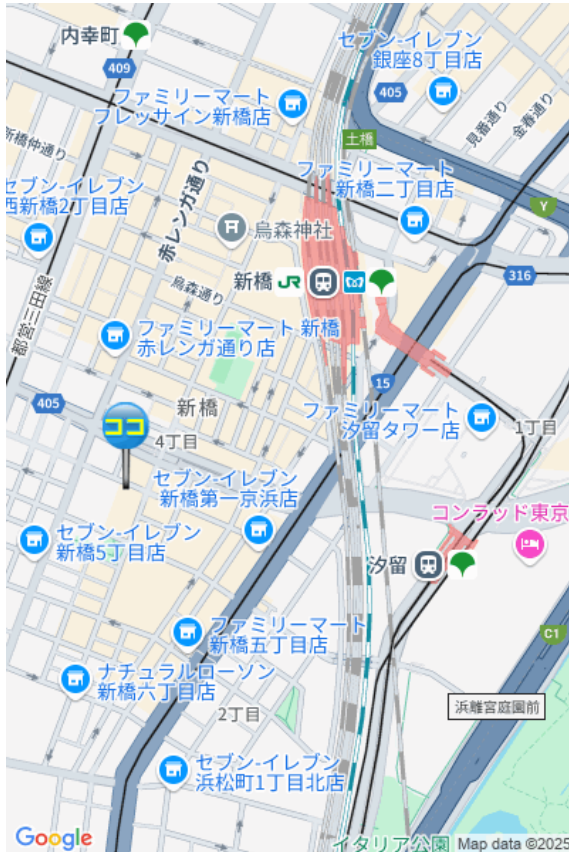 内幸町
セブン-イレブン
銀座8丁目店
409
405
ファミリーマート
フレッサイン新橋店
見番通り
金春通り
土橋
新橋仲通り
赤レンガ通り
ファミリーマート
新橋二丁目店
セブン-イレブン
西新橋2丁目店
Y
烏森神社
新橋
JR
316
都営三田線
烏森通り
ファミリーマート 新橋
赤レンガ通り店
15
405
新橋
ココ
4丁目
ファミリーマート
汐留タワー店
1丁目
セブン-イレブン
新橋第一京浜店
コンラッド東京
セブン-イレブン
新橋5丁目店
汐留
ファミリーマート
新橋五丁目店
C1
ナチュラルローソン
新橋六丁目店
浜離宮庭園前
2丁目
セブン-イレブン
浜松町1丁目北店
Google
イタリア公園
Map data ©2025